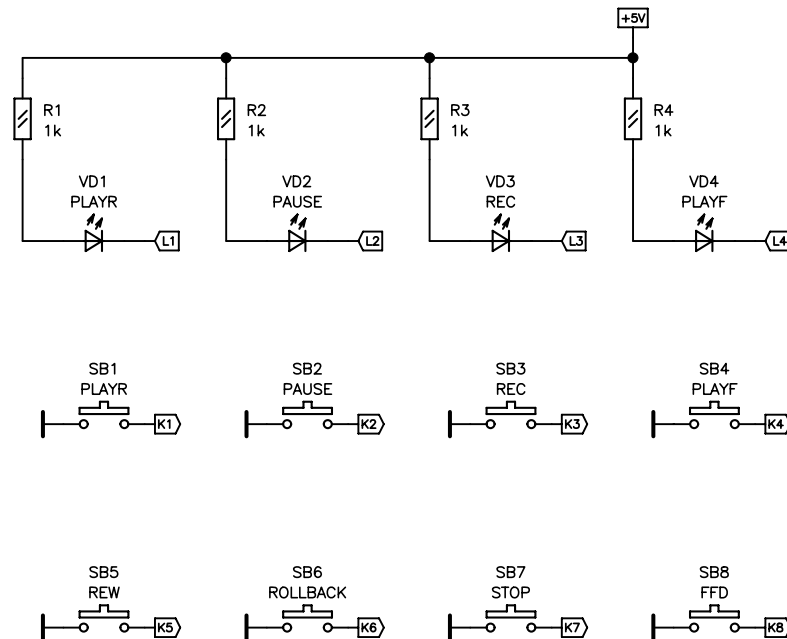 +5V
R1
1k
R2
1k
R3
1k
R4
1k
VD1
PLAYR
VD2
PAUSE
VD3
REC
VD4
PLAYF
L1
L2
L3
L4
SB1
PLAYR
SB2
PAUSE
SB3
REC
SB4
PLAYF
K1
K2
K3
K4
SB5
REW
SB6
ROLLBACK
SB7
STOP
SB8
FFD
K5
K6
K7
K8